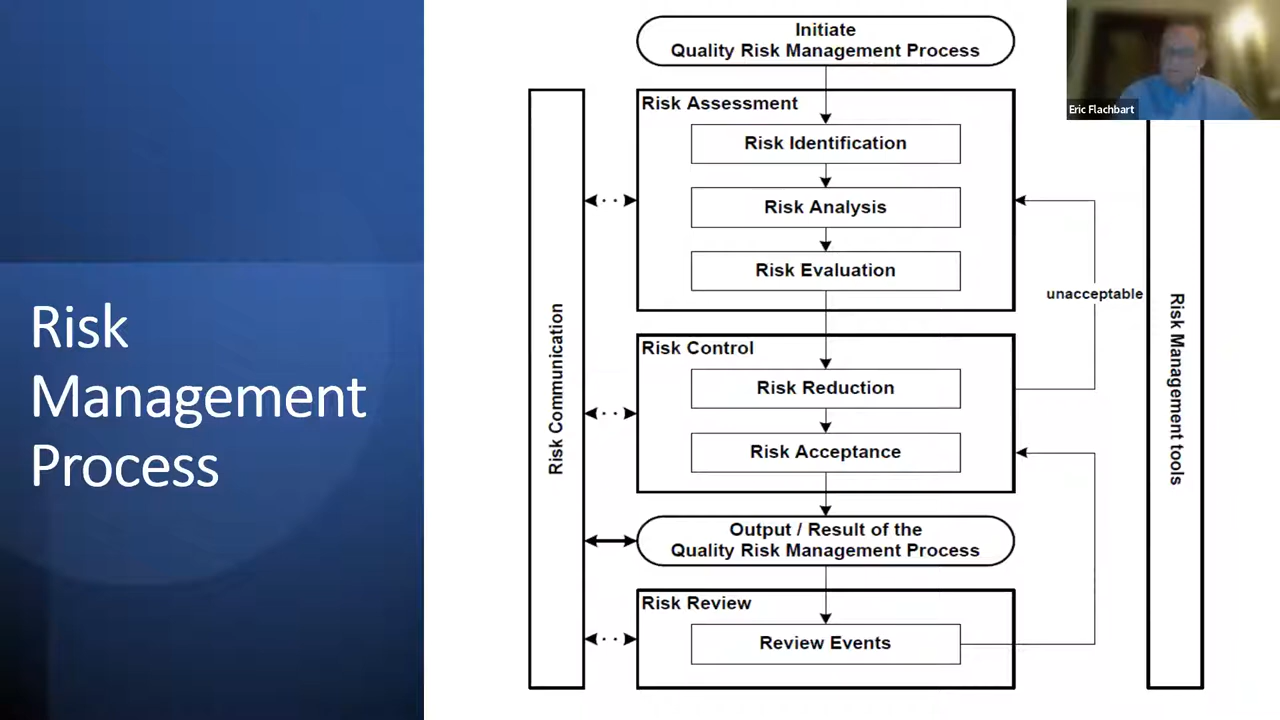 Risk
Management
Process
Initiate
Quality Risk Management Process
Risk Assessment
Risk Identification
Risk Analysis
Risk Evaluation
unacceptable
Risk Control
Risk Reduction
Risk Acceptance
Output / Result of the
Quality Risk Management Process
Risk Review
Review Events
Risk Communication
Risk Management tools
Eric Flachbart